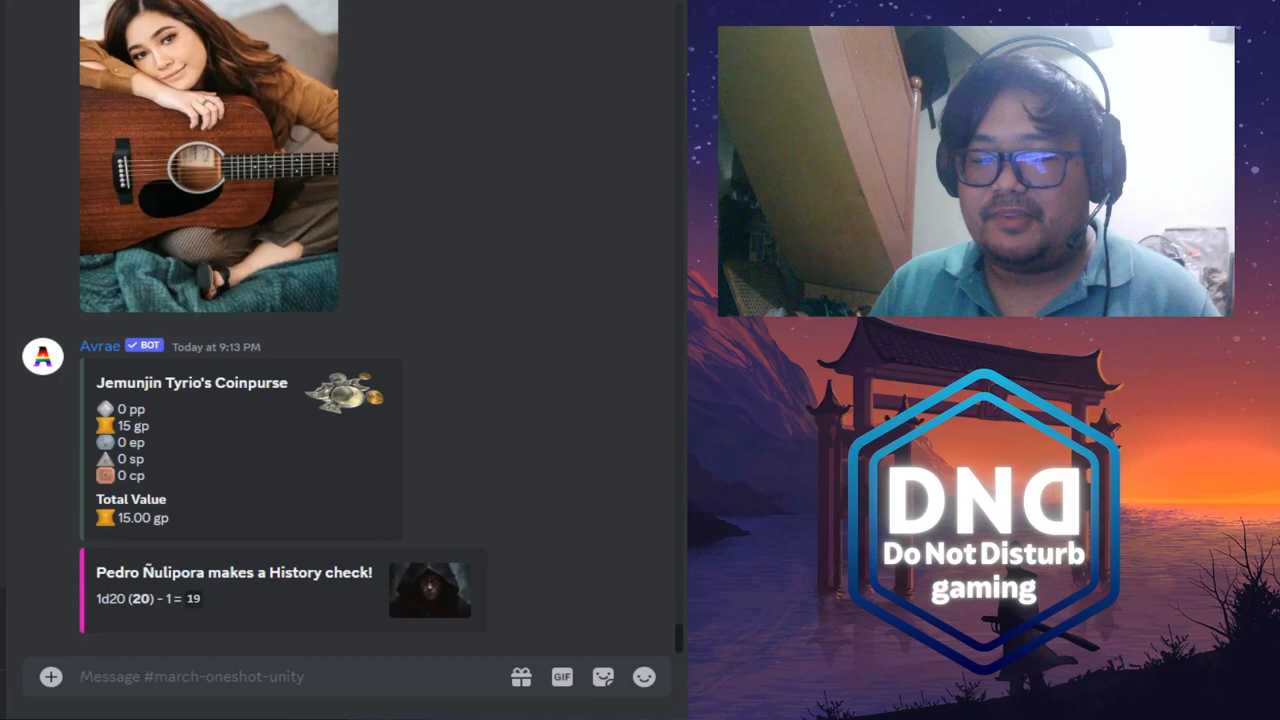 A
Avrae
BOT
Today at 9:13 PM
Jemunjin Tyrio's Coinpurse
0 pp
15 gp
0 ep
0 sp
0 cp
Total Value
15.00 gp
Pedro Ñulipora makes a History check!
1d20 (20) - 1 = 19
Message #march-oneshot-unity
GIF
DND
Do Not Disturb
gaming